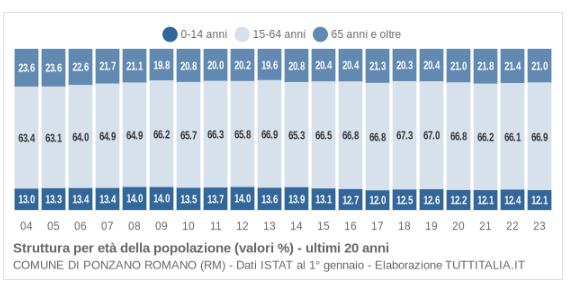 0-14 anni 15-64 anni 65 anni e oltre
23.6 23.6 22.6 21.7 21.1 19.8 20.8 20.0 20.2 19.6 20.8 20.4 20.4 21.3 20.3 20.4 21.0 21.8 21.4 21.0
63.4 63.1 64.0 64.9 64.9 66.2 65.7 66.3 65.8 66.9 65.3 66.5 66.8 66.8 67.3 67.0 66.8 66.2 66.1 66.9
13.0 13.3 13.4 13.4 14.0 14.0 13.5 13.7 14.0 13.6 13.9 13.1 12.7 12.0 12.5 12.6 12.2 12.1 12.4 12.1
04 05 06 07 08 09 10 11 12 13 14 15 16 17 18 19 20 21 22 23
Struttura per età della popolazione (valori %) - ultimi 20 anni
COMUNE DI PONZANO ROMANO (RM) - Dati ISTAT al 1° gennaio - Elaborazione TUTTITALIA.IT